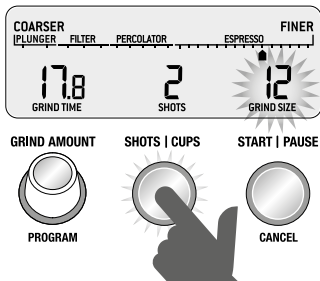 COARSER FINER
PLUNGER FILTER PERCOLATOR ESPRESSO
17.8 2 12
GRIND TIME SHOTS GRIND SIZE
GRIND AMOUNT SHOTS | CUPS START | PAUSE
PROGRAM CANCEL